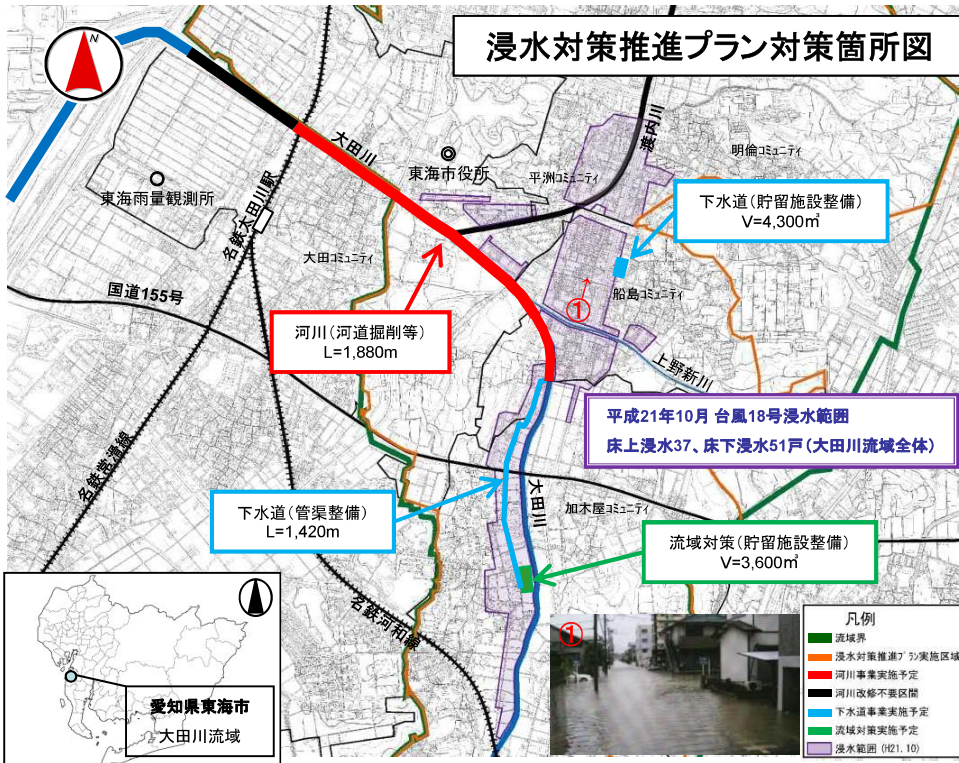 浸水対策推進プラン対策箇所図
N
大田川
渡内川
東海市役所
平洲コミュニティ
明倫コミュニティ
東海雨量観測所
名鉄太田川駅
下水道(貯留施設整備)
V=4,300㎥
大田コミュニティ
国道155号
船島コミュニティ
①
河川(河道掘削等)
L=1,880m
上野新川
平成21年10月 台風18号浸水範囲
床上浸水37、床下浸水51戸(大田川流域全体)
名鉄常滑線
大田川
下水道(管渠整備)
L=1,420m
加木屋コミュニティ
流域対策(貯留施設整備)
V=3,600㎥
名鉄河和線
①
愛知県東海市
大田川流域
凡例
流域界
浸水対策推進プラン実施区域
河川事業実施予定
河川改修不要区間
下水道事業実施予定
流域対策実施予定
浸水範囲 (H21.10)